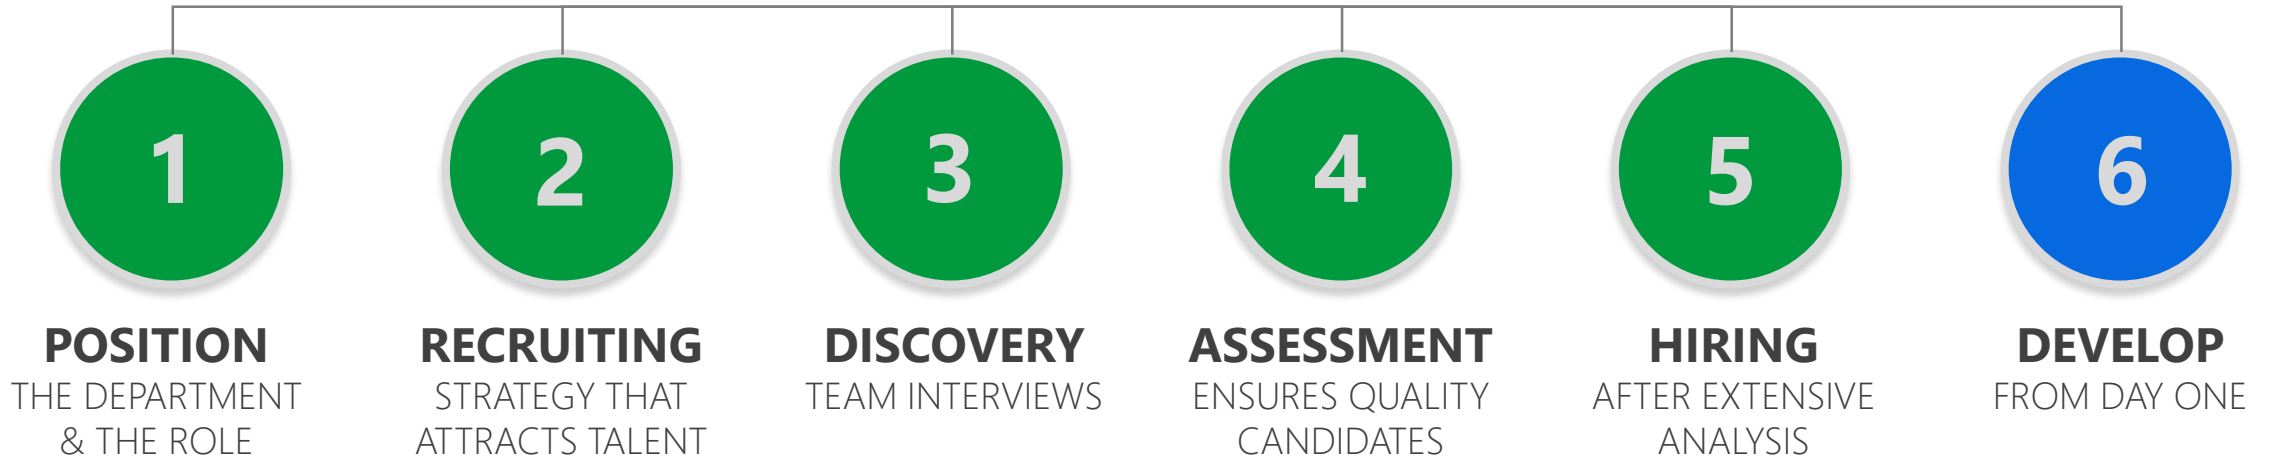 1
POSITION
THE DEPARTMENT
& THE ROLE
2
RECRUITING
STRATEGY THAT
ATTRACTS TALENT
3
DISCOVERY
TEAM INTERVIEWS
4
ASSESSMENT
ENSURES QUALITY
CANDIDATES
5
HIRING
AFTER EXTENSIVE
ANALYSIS
6
DEVELOP
FROM DAY ONE